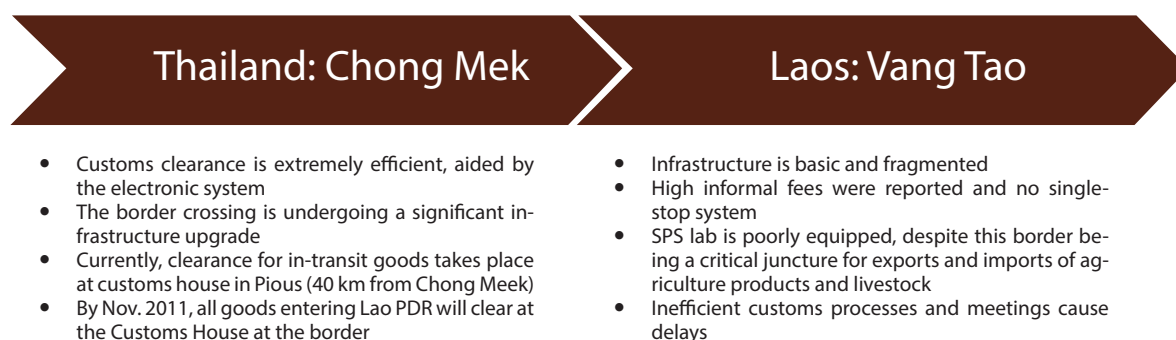 Thailand: Chong Mek
Laos: Vang Tao
• Customs clearance is extremely efficient, aided by
the electronic system
• The border crossing is undergoing a significant in-
frastructure upgrade
• Currently, clearance for in-transit goods takes place
at customs house in Pious (40 km from Chong Meek)
• By Nov. 2011, all goods entering Lao PDR will clear at
the Customs House at the border
• Infrastructure is basic and fragmented
• High informal fees were reported and no single-
stop system
• SPS lab is poorly equipped, despite this border be-
ing a critical juncture for exports and imports of ag-
riculture products and livestock
• Inefficient customs processes and meetings cause
delays